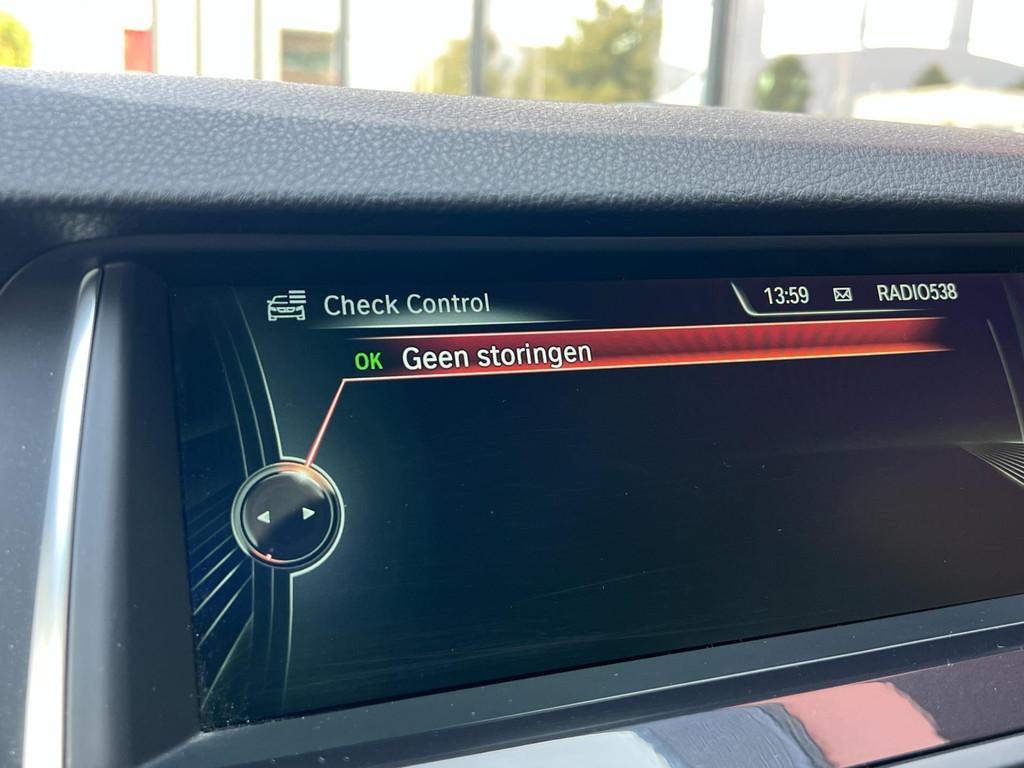 Check Control
13:59 RADIO538
OK Geen storingen